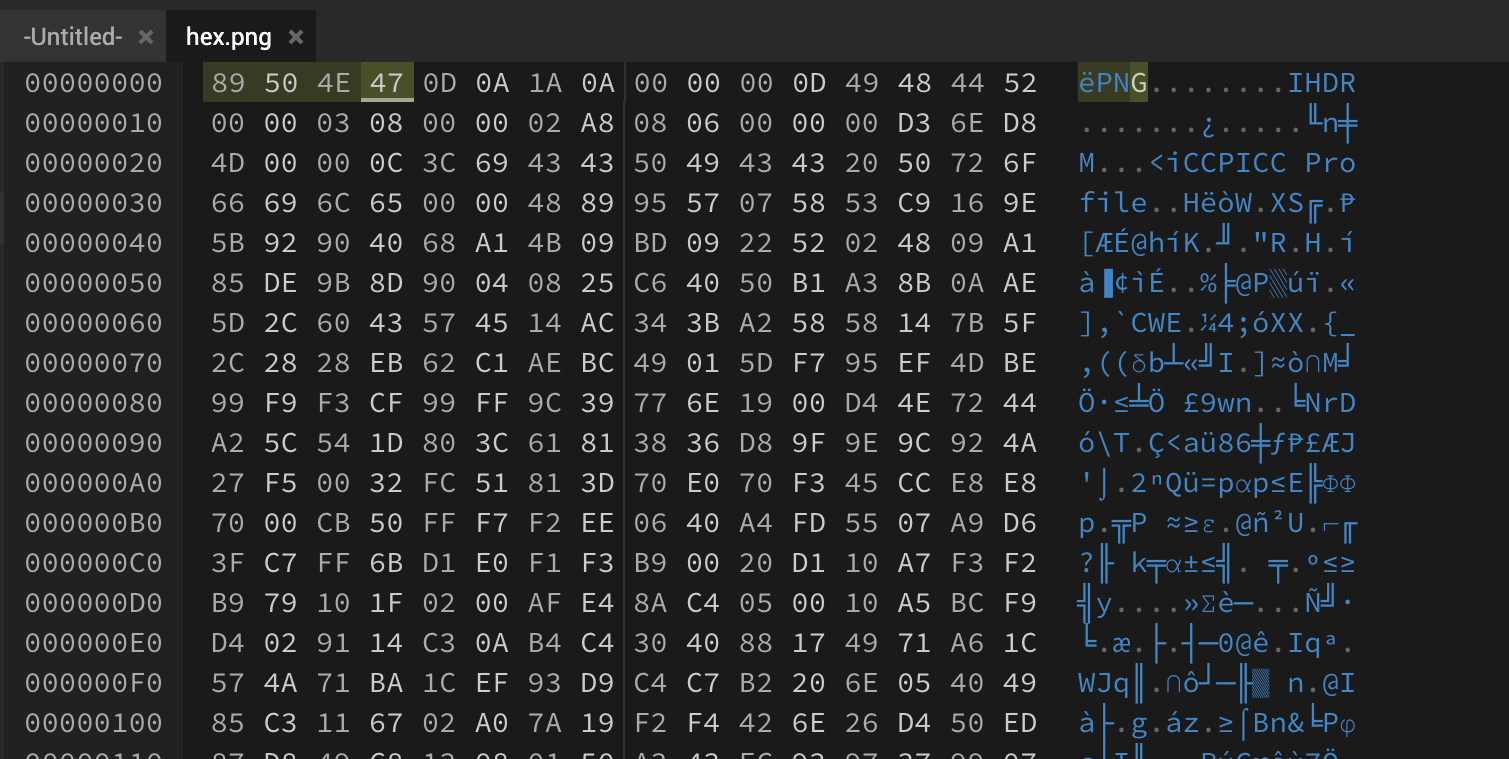 -Untitled- × hex.png ×
00000000 89 50 4E 47 0D 0A 1A 0A 00 00 00 0D 49 48 44 52 ëPNG........IHDR
00000010 00 00 03 08 00 00 02 A8 08 06 00 00 00 D3 6E D8 .......¿.....╙n╪
00000020 4D 00 00 0C 3C 69 43 43 50 49 43 43 20 50 72 6F M...<iCCPICC Pro
00000030 66 69 6C 65 00 00 48 89 95 57 07 58 53 C9 16 9E file..HëòW.XS╔.₧
00000040 5B 92 90 40 68 A1 4B 09 BD 09 22 52 02 48 09 A1 [ÆÉ@híK.╜."R.H.í
00000050 85 DE 9B 8D 90 04 08 25 C6 40 50 B1 A3 8B 0A AE à▐¢ìÉ..%╞@P▒úï.«
00000060 5D 2C 60 43 57 45 14 AC 34 3B A2 58 58 14 7B 5F ],`CWE.¼4;óXX.{_
00000070 2C 28 28 EB 62 C1 AE BC 49 01 5D F7 95 EF 4D BE ,((δb┴«╝I.]≈ò∩M╛
00000080 99 F9 F3 CF 99 FF 9C 39 77 6E 19 00 D4 4E 72 44 Ö∙≤╧Ö £9wn..╘NrD
00000090 A2 5C 54 1D 80 3C 61 81 38 36 D8 9F 9E 9C 92 4A ó\T.Ç<aü86╪ƒ₧£ÆJ
000000A0 27 F5 00 32 FC 51 81 3D 70 E0 70 F3 45 CC E8 E8 '⌡.2ⁿQü=pαp≤E╠ΦΦ
000000B0 70 00 CB 50 FF F7 F2 EE 06 40 A4 FD 55 07 A9 D6 p.╦P ≈≥ε.@ñ²U.⌐╓
000000C0 3F C7 FF 6B D1 E0 F1 F3 B9 00 20 D1 10 A7 F3 F2 ?╟ k╤α±≤╣. ╤.º≤≥
000000D0 B9 79 10 1F 02 00 AF E4 8A C4 05 00 10 A5 BC F9 ╣y....»Σè─...Ñ╝∙
000000E0 D4 02 91 14 C3 0A B4 C4 30 40 88 17 49 71 A6 1C ╘.æ.├.┤─0@ê.Iqª.
000000F0 57 4A 71 BA 1C EF 93 D9 C4 C7 B2 20 6E 05 40 49 WJq║.∩ô┘─╟▓ n.@I
00000100 85 C3 11 67 02 A0 7A 19 F2 F4 42 6E 26 D4 50 ED à├.g.áz.≥⌠Bn&╘Pφ